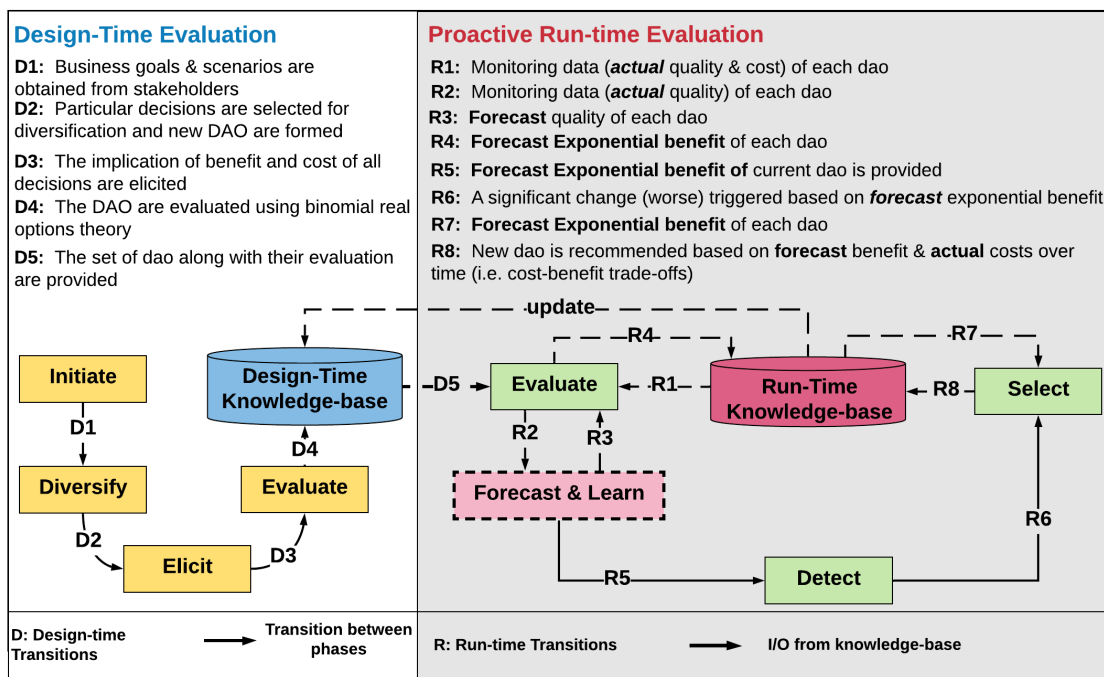 Design-Time Evaluation
D1: Business goals & scenarios are
obtained from stakeholders
D2: Particular decisions are selected for
diversification and new DAO are formed
D3: The implication of benefit and cost of all
decisions are elicited
D4: The DAO are evaluated using binomial real
options theory
D5: The set of dao along with their evaluation
are provided
Proactive Run-time Evaluation
R1: Monitoring data (actual quality & cost) of each dao
R2: Monitoring data (actual quality) of each dao
R3: Forecast quality of each dao
R4: Forecast Exponential benefit of each dao
R5: Forecast Exponential benefit of current dao is provided
R6: A significant change (worse) triggered based on forecast exponential benefit
R7: Forecast Exponential benefit of each dao
R8: New dao is recommended based on forecast benefit & actual costs over
time (i.e. cost-benefit trade-offs)
update
Initiate
D1
Diversify
D2
Elicit
D3
Evaluate
D4
Design-Time
Knowledge-base
D5
Evaluate
R4
R1
R2
R3
Forecast & Learn
R5
Detect
R6
Run-Time
Knowledge-base
R7
R8
Select
D: Design-time
Transitions
Transition between
phases
R: Run-time Transitions
I/O from knowledge-base